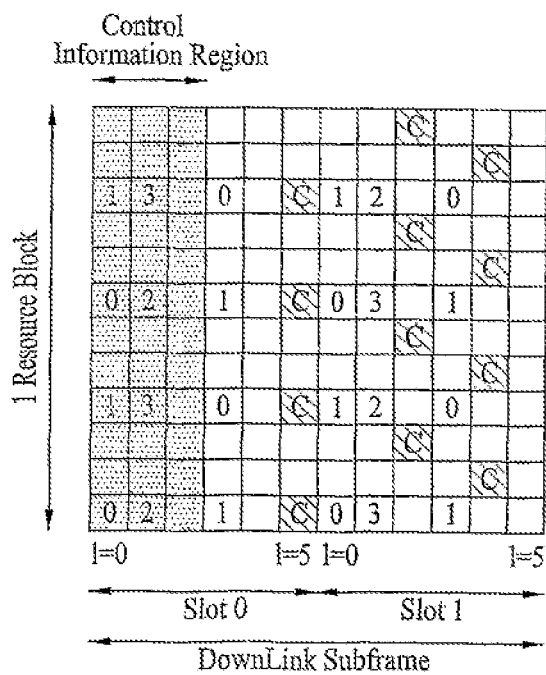 Control
Information Region
1 Resource Block
C
C
1 3 0 C 1 2 0
C
C
0 2 1 C 0 3 1
C
C
1 3 0 C 1 2 0
C
C
0 2 1 C 0 3 1
l=0 l=5 l=0 l=5
Slot 0 Slot 1
DownLink Subframe